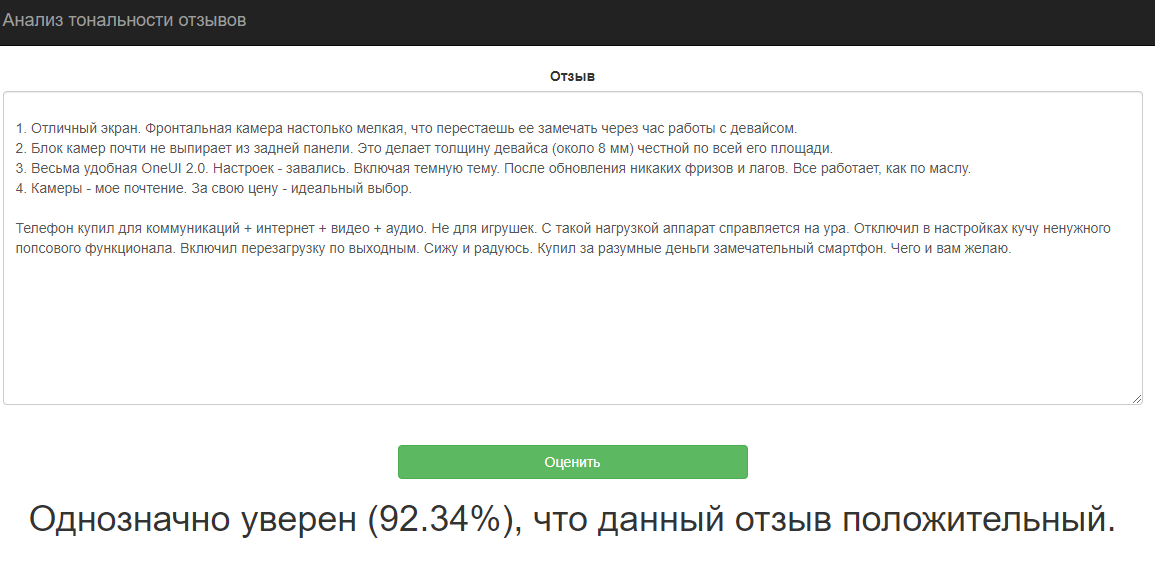 Анализ тональности отзывов
Отзыв
1. Отличный экран. Фронтальная камера настолько мелкая, что перестаешь ее замечать через час работы с девайсом.
2. Блок камер почти не выпирает из задней панели. Это делает толщину девайса (около 8 мм) честной по всей его площади.
3. Весьма удобная OneUI 2.0. Настроек - завались. Включая темную тему. После обновления никаких фризов и лагов. Все работает, как по маслу.
4. Камеры - мое почтение. За свою цену - идеальный выбор.
Телефон купил для коммуникаций + интернет + видео + аудио. Не для игрушек. С такой нагрузкой аппарат справляется на ура. Отключил в настройках кучу ненужного
попсового функционала. Включил перезагрузку по выходным. Сижу и радуюсь. Купил за разумные деньги замечательный смартфон. Чего и вам желаю.
Оценить
Однозначно уверен (92.34%), что данный отзыв положительный.